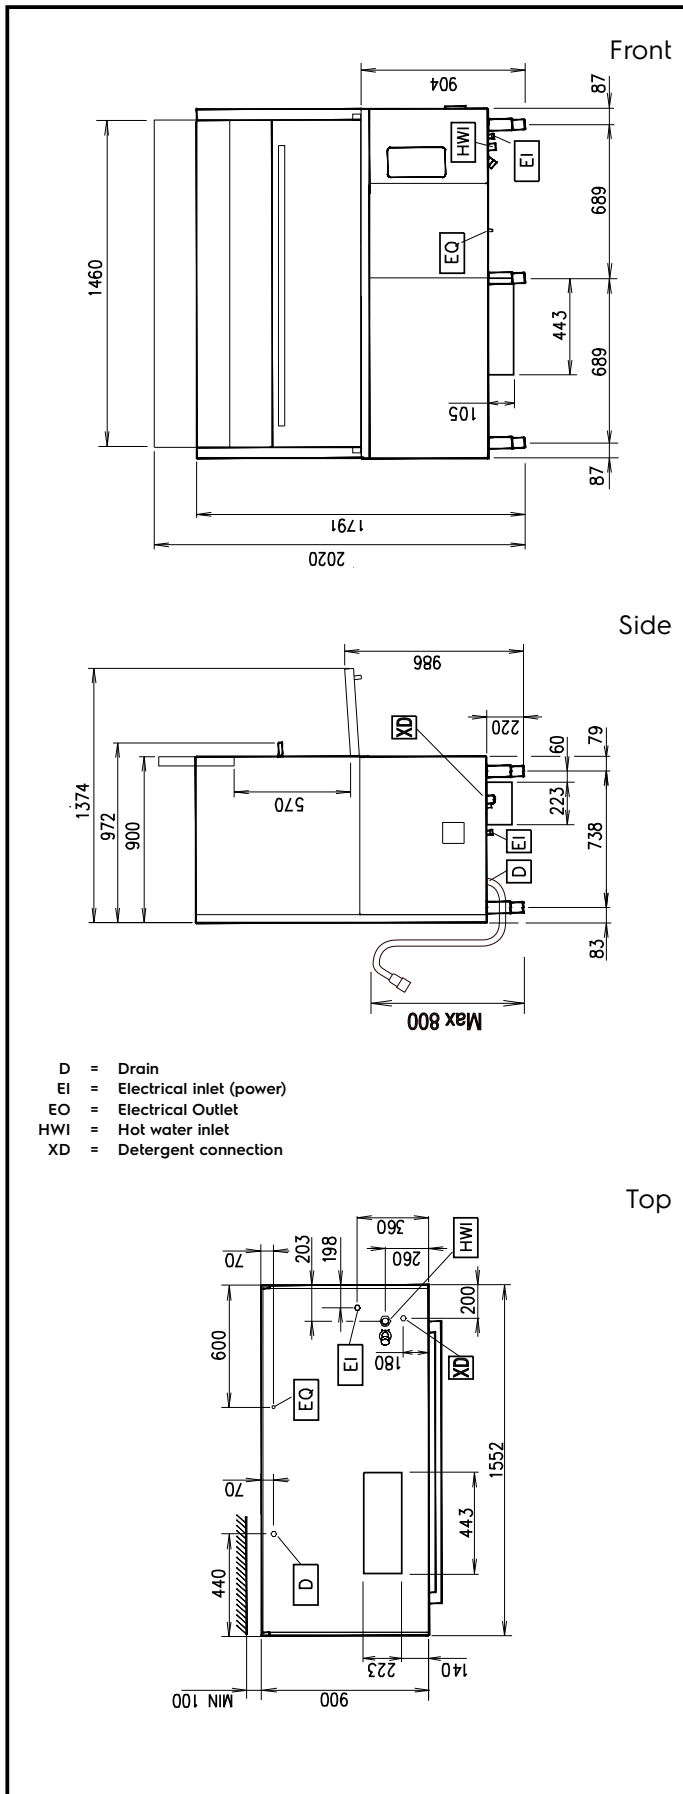 Front
904
87
HWI
EI
689
EQ
1460
443
689
105
87
1791
2020
Side
986
XD
220
79
60
1374
972
900
570
223
738
EI
D
83
Max 800
D = Drain
EI = Electrical inlet (power)
EO = Electrical Outlet
HWI = Hot water inlet
XD = Detergent connection
Top
70
203
198
360
260
HWI
200
600
EI
180
XD
EQ
1552
70
443
440
D
MIN 100
900
223
140